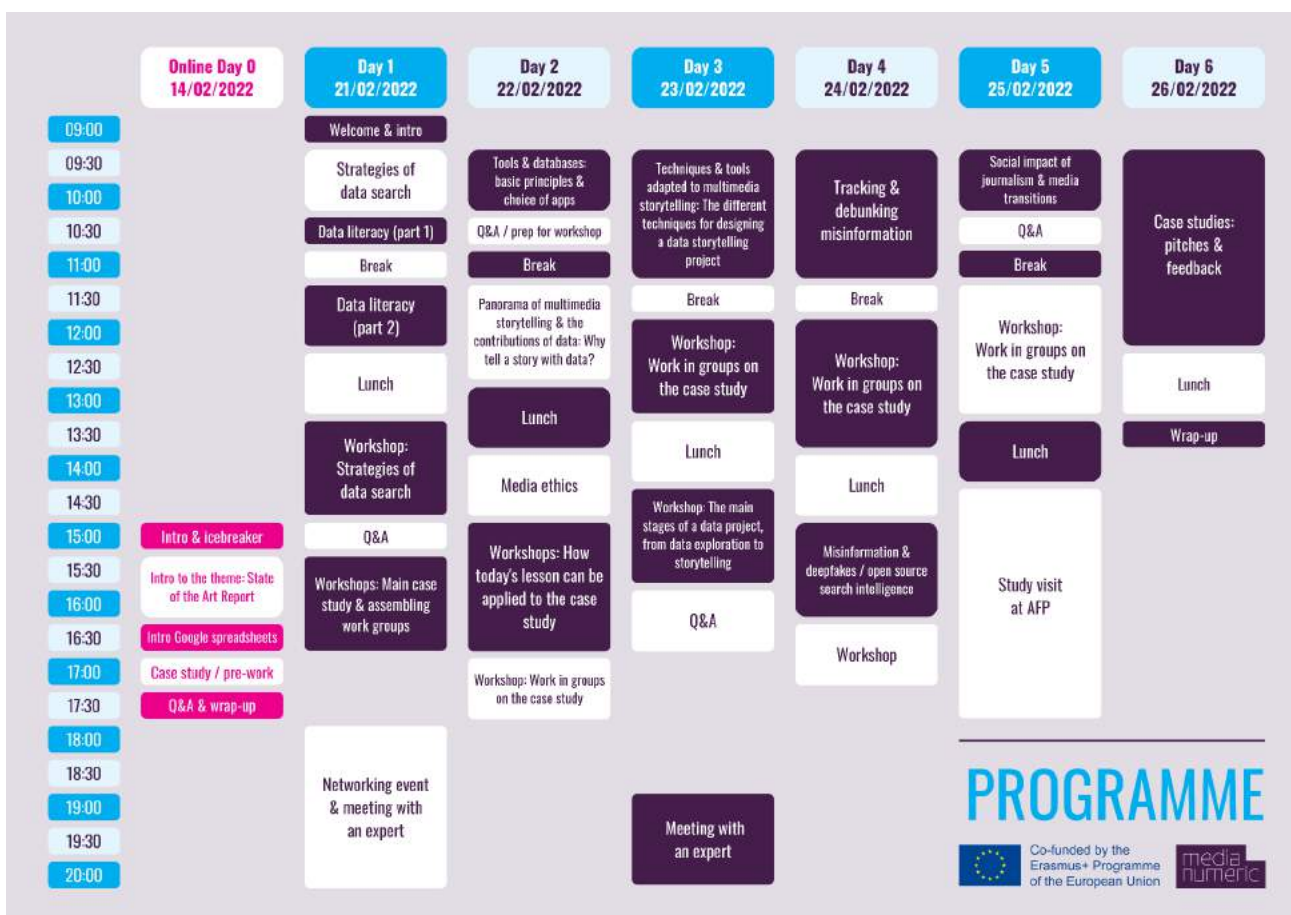 Online Day 0
14/02/2022
Day 1
21/02/2022
Day 2
22/02/2022
Day 3
23/02/2022
Day 4
24/02/2022
Day 5
25/02/2022
Day 6
26/02/2022
09:00
09:30
10:00
10:30
11:00
11:30
12:00
12:30
13:00
13:30
14:00
14:30
15:00
15:30
16:00
16:30
17:00
17:30
18:00
18:30
19:00
19:30
20:00
Intro & icebreaker
Intro to the theme: State
of the Art Report
Intro Google spreadsheets
Case study / pre-work
Q&A & wrap-up
Welcome & intro
Strategies of
data search
Data literacy (part 1)
Break
Data literacy
(part 2)
Lunch
Workshop:
Strategies of
data search
Q&A
Workshops: Main case
study & assembling
work groups
Networking event
& meeting with
an expert
Tools & databases:
basic principles &
choice of apps
Q&A / prep for workshop
Break
Panorama of multimedia
storytelling & the
contributions of data: Why
tell a story with data?
Lunch
Media ethics
Workshops: How
today's lesson can be
applied to the case
study
Workshop: Work in groups
on the case study
Techniques & tools
adapted to multimedia
storytelling: The different
techniques for designing
a data storytelling
project
Break
Workshop:
Work in groups on
the case study
Lunch
Workshop: The main
stages of a data project,
from data exploration to
storytelling
Q&A
Meeting with
an expert
Tracking &
debunking
misinformation
Break
Workshop:
Work in groups on
the case study
Lunch
Misinformation &
deepfakes / open source
search intelligence
Workshop
Social impact of
journalism & media
transitions
Q&A
Break
Workshop:
Work in groups on
the case study
Lunch
Study visit
at AFP
Case studies:
pitches &
feedback
Lunch
Wrap-up
PROGRAMME
Co-funded by the
Erasmus+ Programme
of the European Union
media
numeric